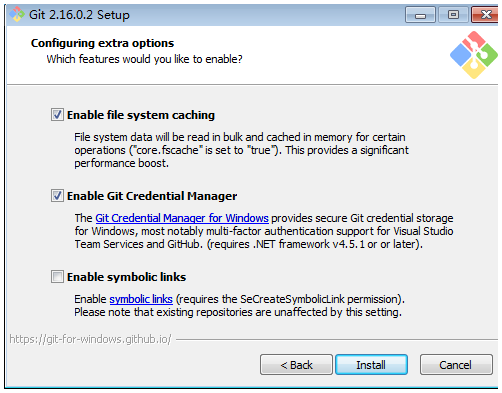 Git 2.16.0.2 Setup
Configuring extra options
Which features would you like to enable?
Enable file system caching
File system data will be read in bulk and cached in memory for certain
operations ("core.fscache" is set to "true"). This provides a significant
performance boost.
Enable Git Credential Manager
The Git Credential Manager for Windows provides secure Git credential storage
for Windows, most notably multi-factor authentication support for Visual Studio
Team Services and GitHub. (requires .NET framework v4.5.1 or or later).
Enable symbolic links
Enable symbolic links (requires the SeCreateSymbolicLink permission).
Please note that existing repositories are unaffected by this setting.
https://git-for-windows.github.io/
< Back Install Cancel